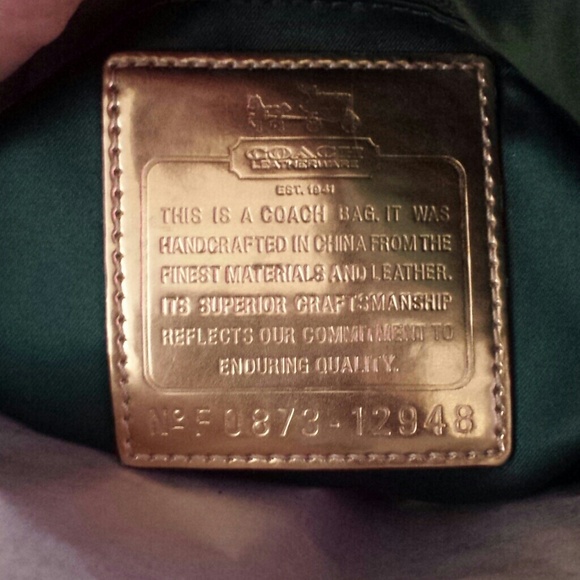 COACH
LEATHERWARE
EST. 1941
THIS IS A COACH BAG. IT WAS
HANDCRAFTED IN CHINA FROM THE
FINEST MATERIALS AND LEATHER.
ITS SUPERIOR CRAFTSMANSHIP
REFLECTS OUR COMMITMENT TO
ENDURING QUALITY.
Nº F0873-12948